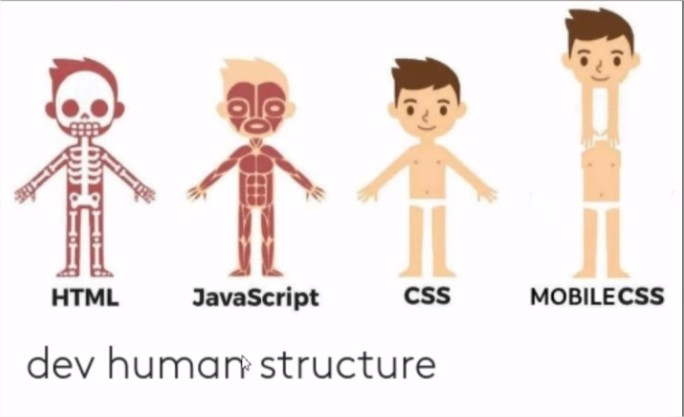 HTML JavaScript CSS MOBILECSS
dev human structure